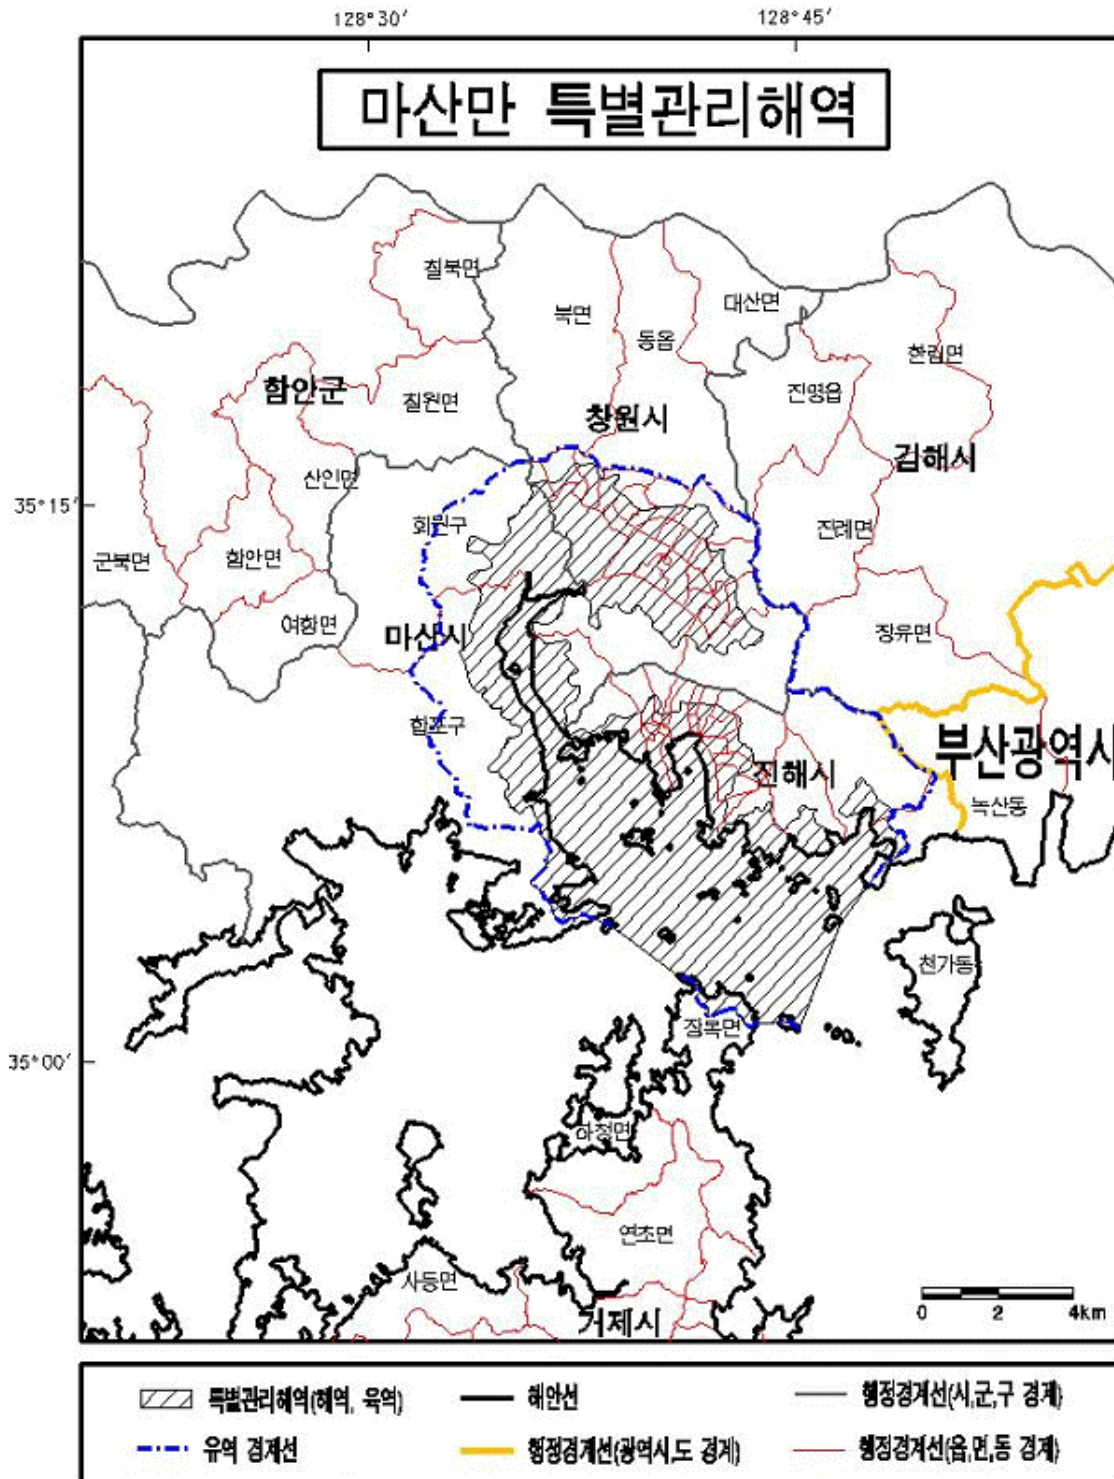 128°30′ 128°45′
마산만 특별관리해역
칠북면
북면
대산면
동읍
한림면
함안군
칠원면
진영읍
창원시
김해시
산인면
35°15′
회원구
진례면
군북면
함안면
여항면
마산시
장유면
합포구
부산광역시
진해시
녹산동
천가동
장목면
35°00′
하청면
연초면
사등면
거제시
0 2 4km
특별관리해역(해역, 육역) 해안선 행정경계선(시,군,구 경계)
유역 경계선 행정경계선(광역시,도 경계) 행정경계선(읍,면,동 경계)